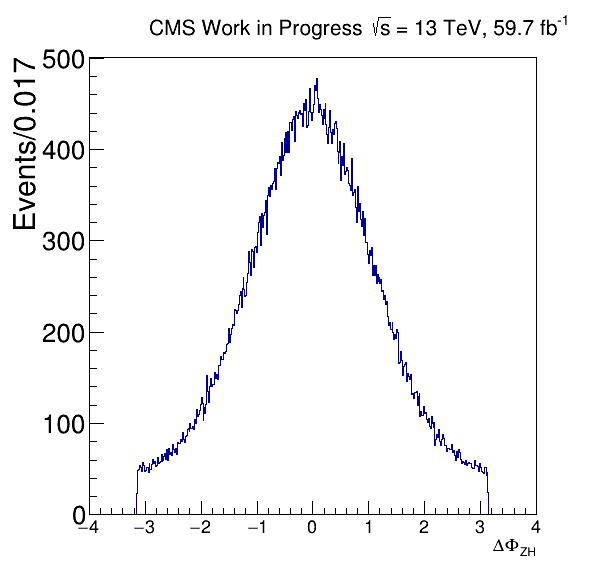 CMS Work in Progress √s = 13 TeV, 59.7 fb⁻¹
Events/0.017
500
400
300
200
100
0
−4 −3 −2 −1 0 1 2 3 4
ΔΦZH